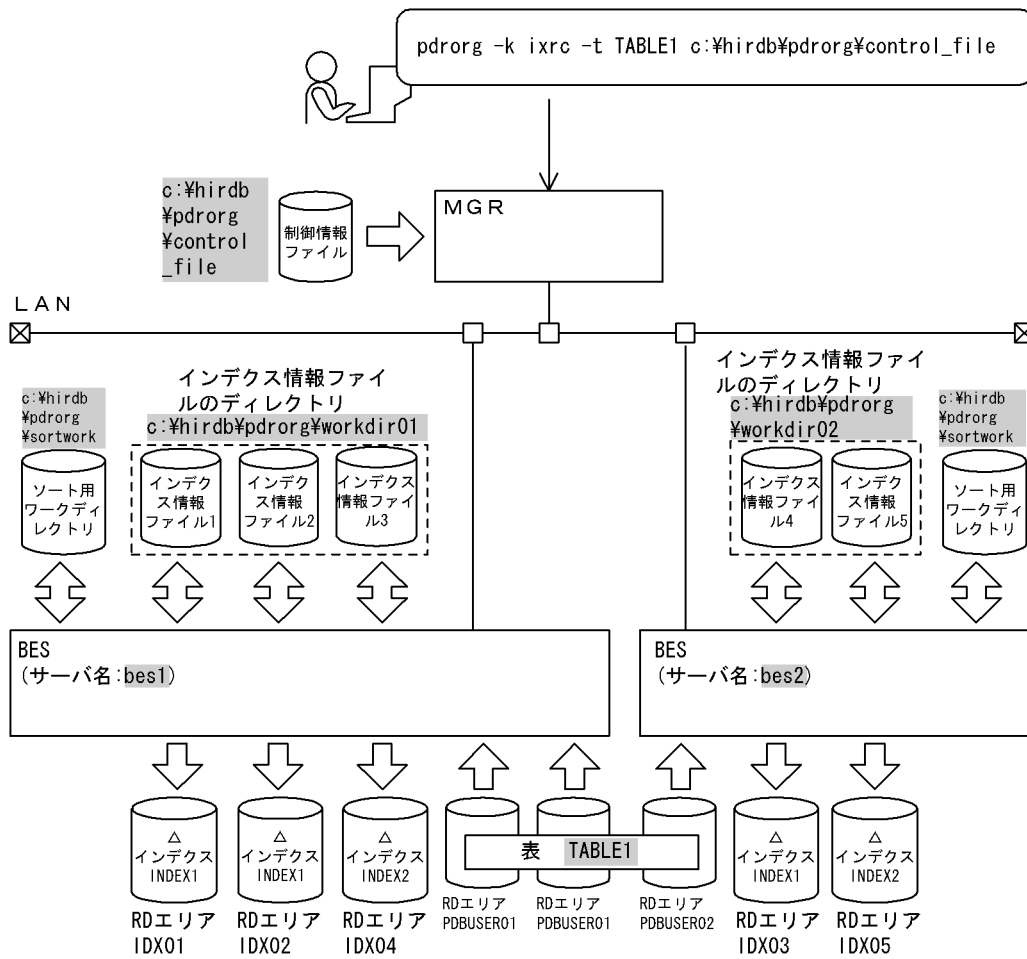 pdrorg -k ixrc -t TABLE1 c:¥hirdb¥pdrorg¥control_file
c:¥hirdb
¥pdrorg
¥control
_file
制御情報
ファイル
ＭＧＲ
ＬＡＮ
インデクス情報ファイ
ルのディレクトリ
c:¥hirdb¥pdrorg¥workdir01
インデクス情報ファイ
ルのディレクトリ
c:¥hirdb¥pdrorg
¥workdir02
c:¥hirdb
¥pdrorg
¥sortwork
c:¥hirdb
¥pdrorg
¥sortwork
ソート用
ワークディ
レクトリ
インデク
ス情報
ファイル1
インデク
ス情報
ファイル2
インデクス
情報ファイ
ル3
インデクス
情報ファイ
ル4
インデク
ス情報
ファイル5
ソート用
ワークディ
レクトリ
BES
(サーバ名:bes1)
BES
(サーバ名:bes2)
△
インデクス
INDEX1
△
インデクス
INDEX1
△
インデクス
INDEX2
表 TABLE1
△
インデクス
INDEX1
△
インデクス
INDEX2
RDエリア
IDX01
RDエリア
IDX02
RDエリア
IDX04
RDエリア
PDBUSER01
RDエリア
PDBUSER01
RDエリア
PDBUSER02
RDエリア
IDX03
RDエリア
IDX05